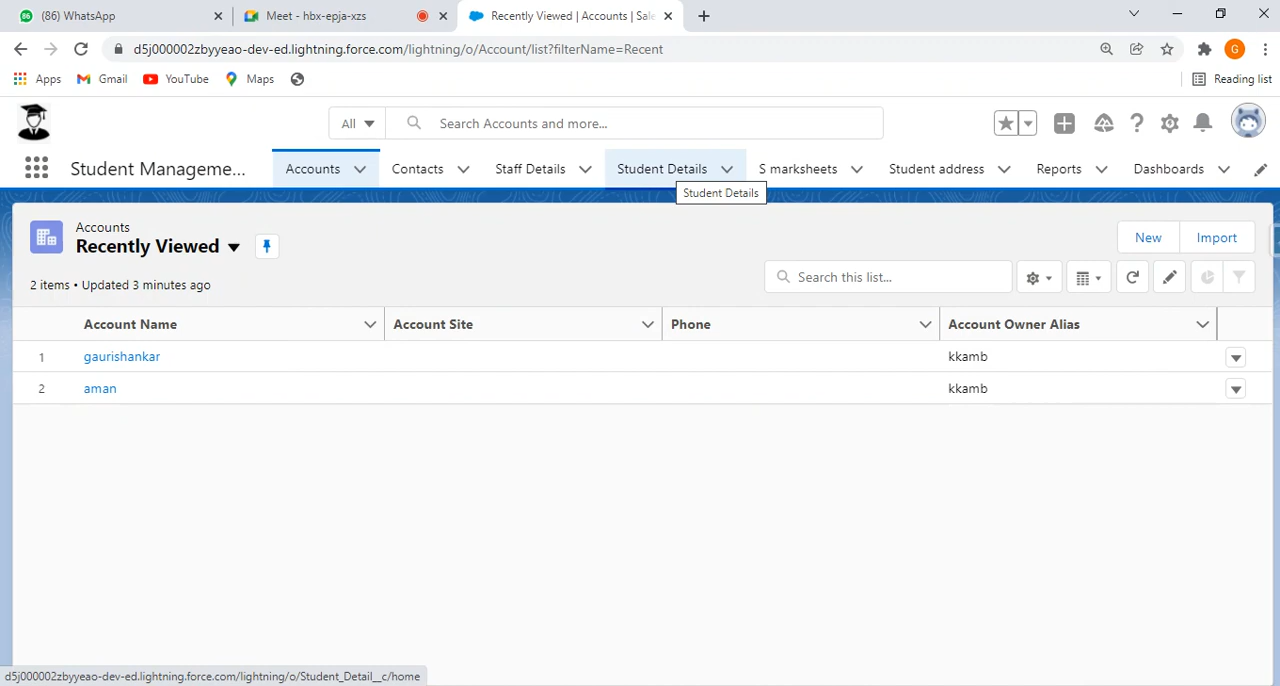 (86) WhatsApp
Meet - hbx-epja-xzs
Recently Viewed | Accounts | Sale
d5j000002zbyyeao-dev-ed.lightning.force.com/lightning/o/Account/list?filterName=Recent
G
Apps Gmail YouTube Maps
Reading list
All Search Accounts and more...
Student Manageme... Accounts Contacts Staff Details Student Details S marksheets Student address Reports Dashboards
Student Details
Accounts
Recently Viewed
New Import
2 items • Updated 3 minutes ago
Search this list...
Account Name Account Site Phone Account Owner Alias
1 gaurishankar kkamb
2 aman kkamb
d5j000002zbyyeao-dev-ed.lightning.force.com/lightning/o/Student_Detail__c/home